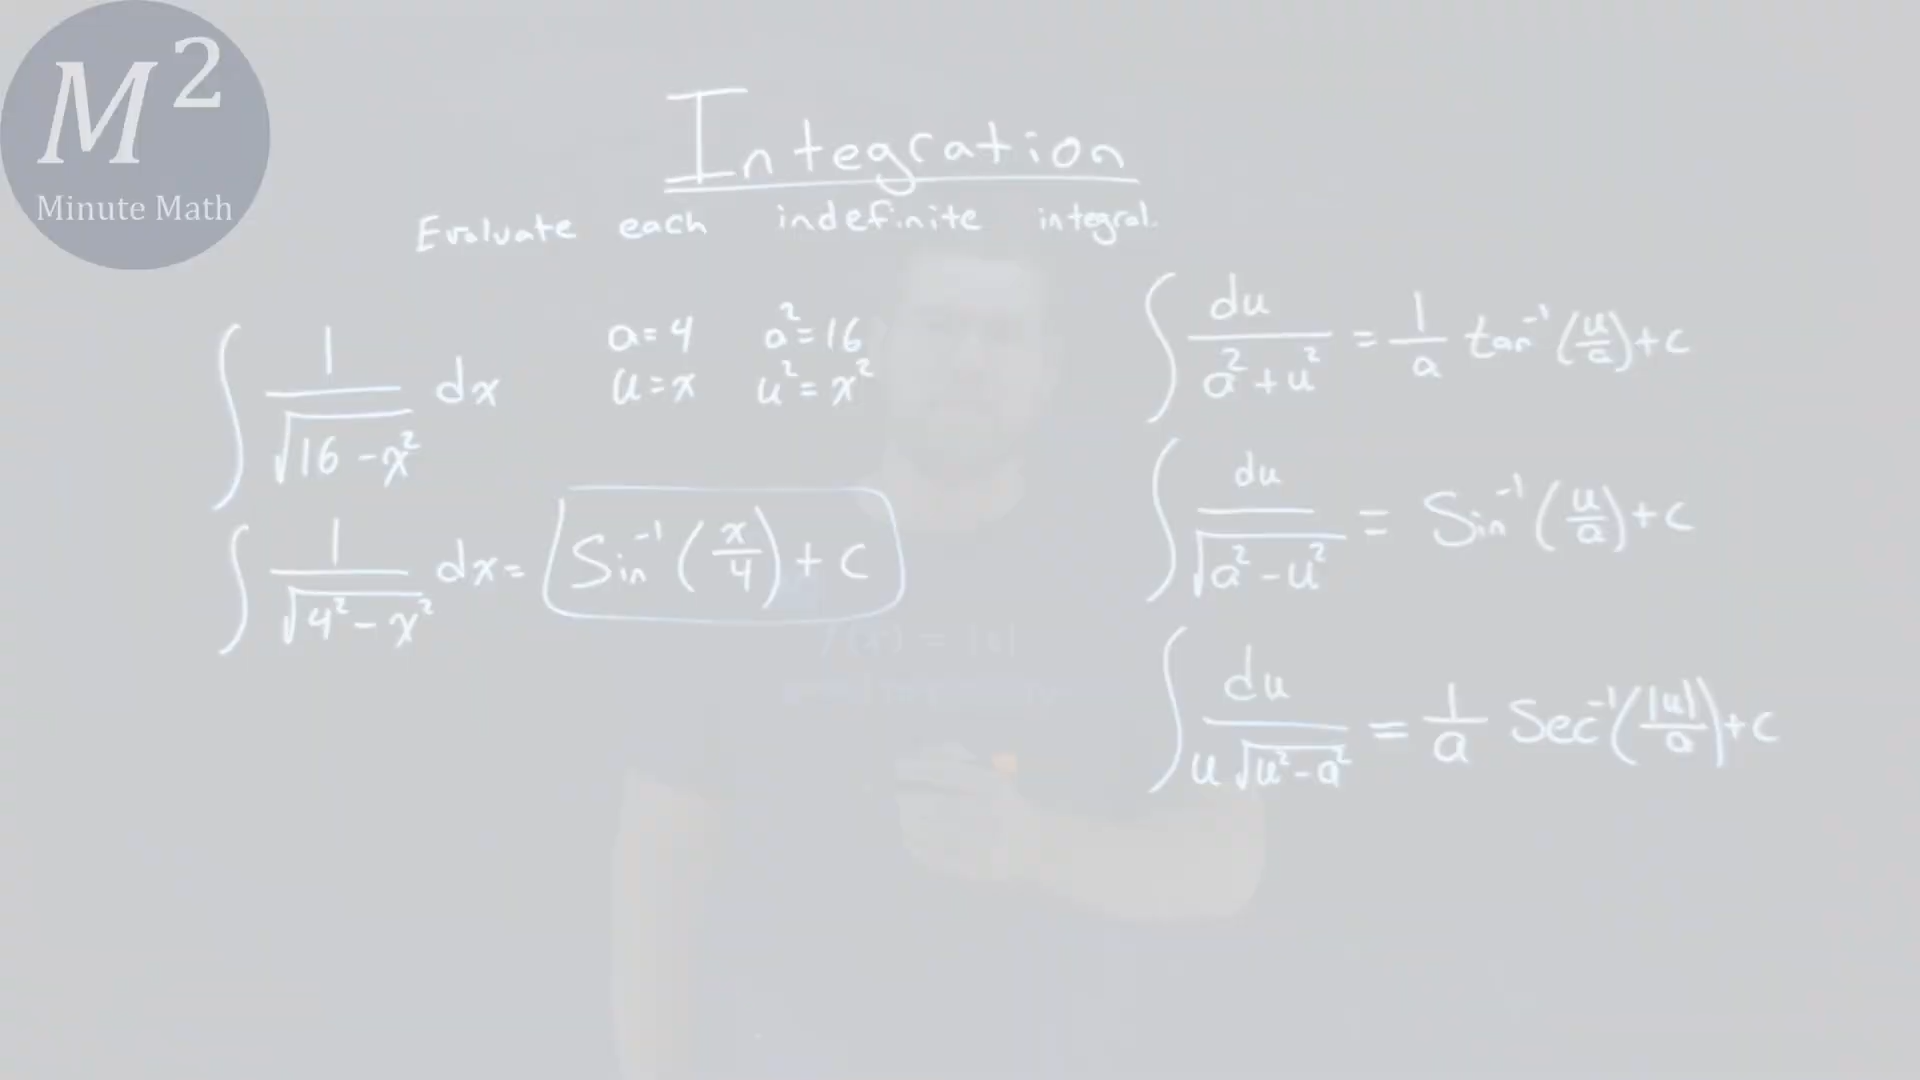 M²
Minute Math
Integration
Evaluate each indefinite integral.
∫ 1/√(16 - x²) dx
a = 4 a² = 16
u = x u² = x²
∫ 1/√(4² - x²) dx = Sin⁻¹(x/4) + C
∫ du/(a² + u²) = 1/a tan⁻¹(u/a) + C
∫ du/√(a² - u²) = Sin⁻¹(u/a) + C
∫ du/(u√(u² - a²)) = 1/a Sec⁻¹(|u|/a) + C